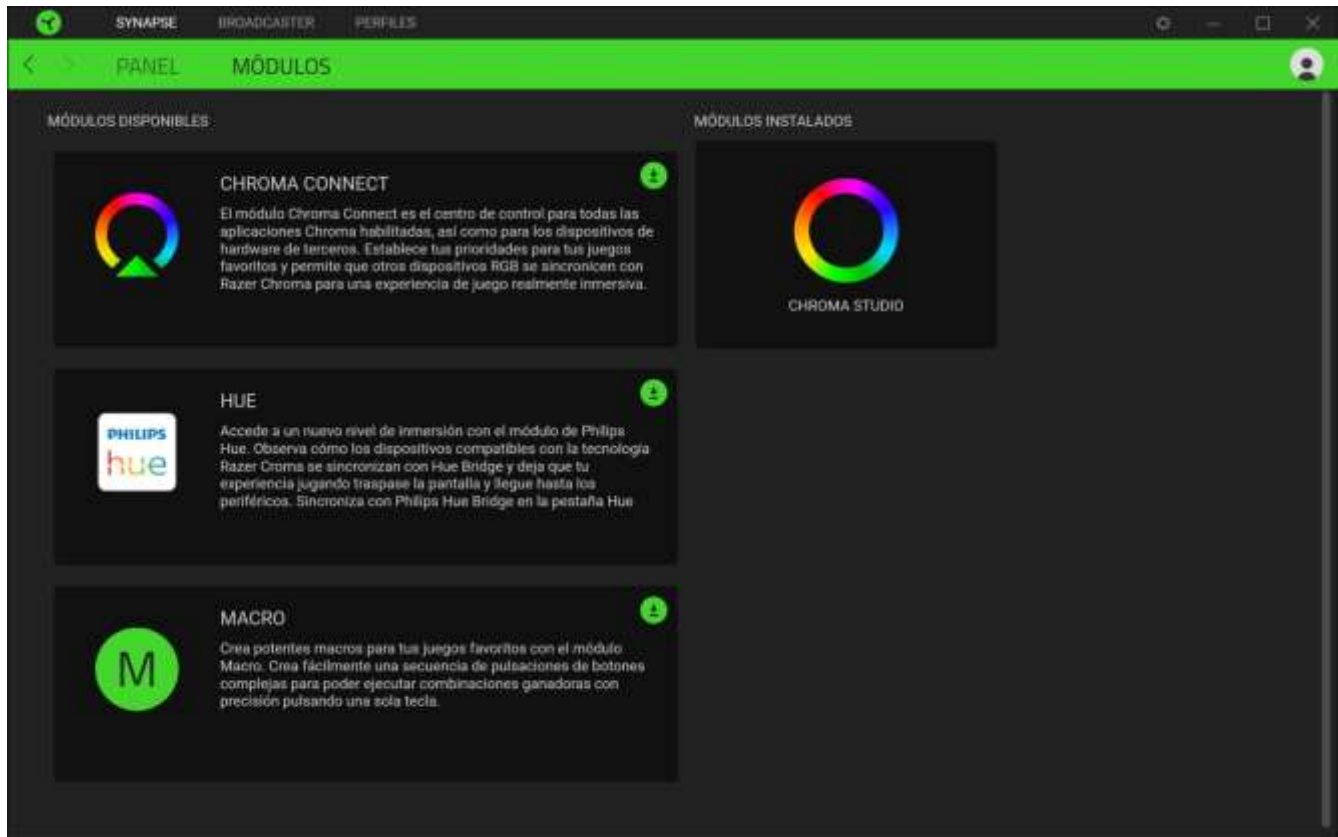 SYNAPSE BROADCASTER PERFILES
PANEL MÓDULOS
MÓDULOS DISPONIBLES
CHROMA CONNECT
El módulo Chroma Connect es el centro de control para todas las
aplicaciones Chroma habilitadas, así como para los dispositivos de
hardware de terceros. Establece tus prioridades para tus juegos
favoritos y permite que otros dispositivos RGB se sincronicen con
Razer Chroma para una experiencia de juego realmente inmersiva.
PHILIPS
hue
HUE
Accede a un nuevo nivel de inmersión con el módulo de Philips
Hue. Observa cómo los dispositivos compatibles con la tecnología
Razer Croma se sincronizan con Hue Bridge y deja que tu
experiencia jugando traspase la pantalla y llegue hasta los
periféricos. Sincroniza con Philips Hue Bridge en la pestaña Hue
M
MACRO
Crea potentes macros para tus juegos favoritos con el módulo
Macro. Crea fácilmente una secuencia de pulsaciones de botones
complejas para poder ejecutar combinaciones ganadoras con
precisión pulsando una sola tecla.
MÓDULOS INSTALADOS
CHROMA STUDIO